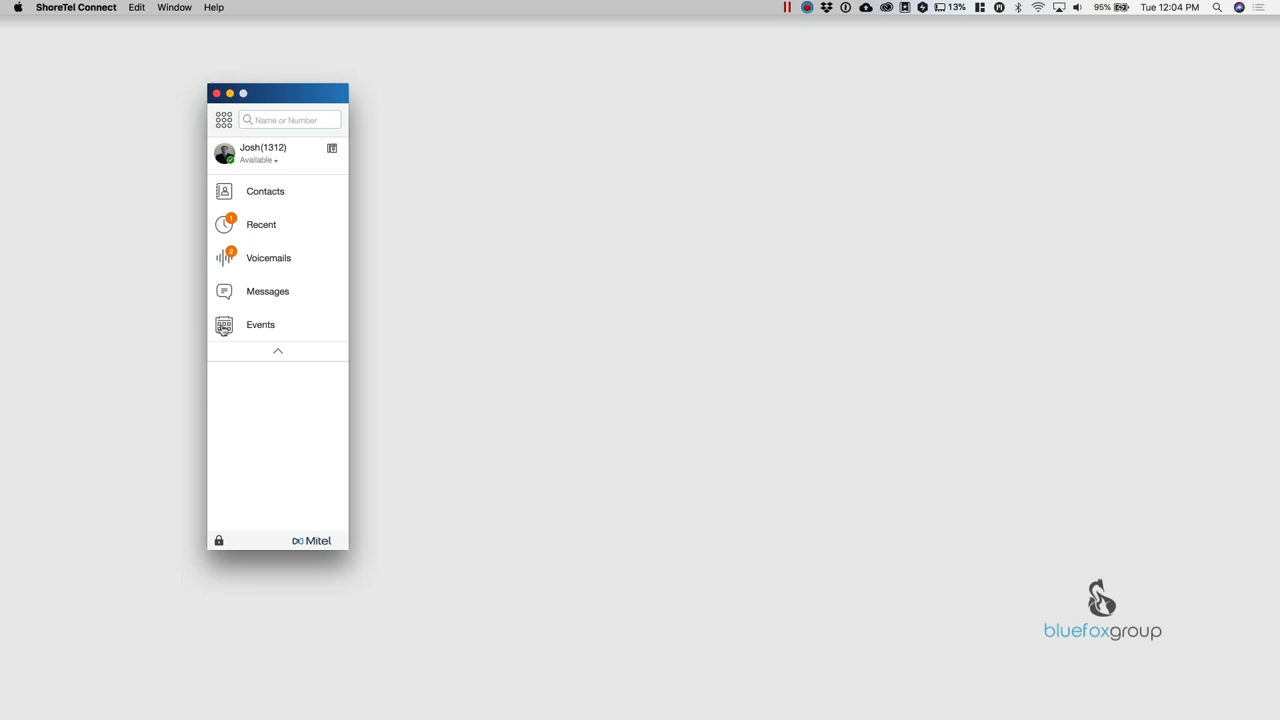 ShoreTel Connect Edit Window Help 13% 95% Tue 12:04 PM
Name or Number
Josh(1312)
Available
Contacts
1
Recent
2
Voicemails
Messages
Events
Mitel
bluefoxgroup